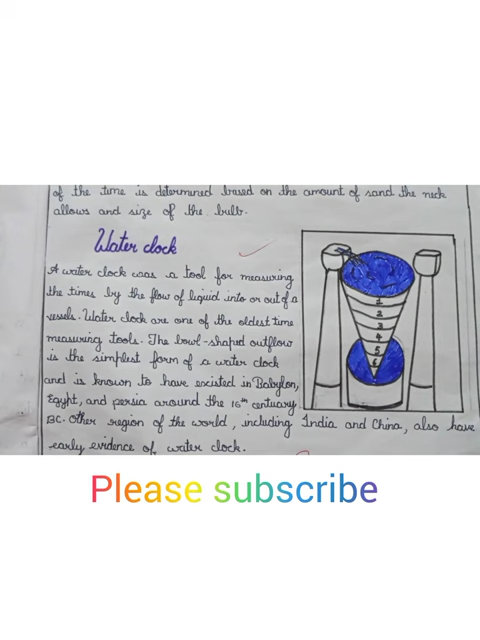 of the time is determined based on the amount of sand the neck
allows and size of the bulb.
Water clock
A water clock waas a tool for measuring
the times by the flow of liquid into or out of a
vessels. Water clock are one of the oldest time
measuring tools. The bowl-shaped outflow
is the simplest form of a water clock
and is known to have existed in Babylon,
Egyht, and persia around the 16th centuary
BC. Other region of the world, including India and China, also have
early evidence of water clock.
1
2
3
4
5
6
Please subscribe